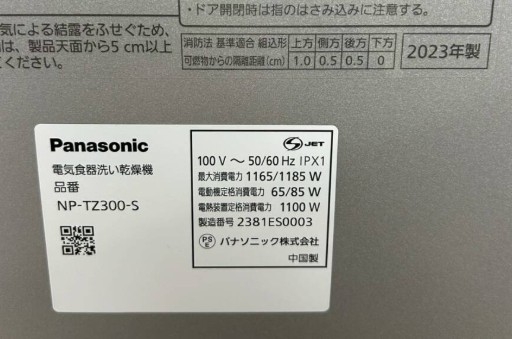 ・ドア開閉時は指のはさみ込みに注意する。
気による結露をふせぐため、
は、製品天面から5 cm以上
ください。
消防法 基準適合 組込形 上方 側方 後方 下方
可燃物からの離隔距離(cm) 1.0 0.5 0.5 0
2023年製
Panasonic
電気食器洗い乾燥機
品番
NP-TZ300-S
S JET
100 V ～ 50/60 Hz IPX1
最大消費電力 1165/1185 W
電動機定格消費電力 65/85 W
電熱装置定格消費電力 1100 W
製造番号 2381ES0003
PS E パナソニック株式会社
中国製